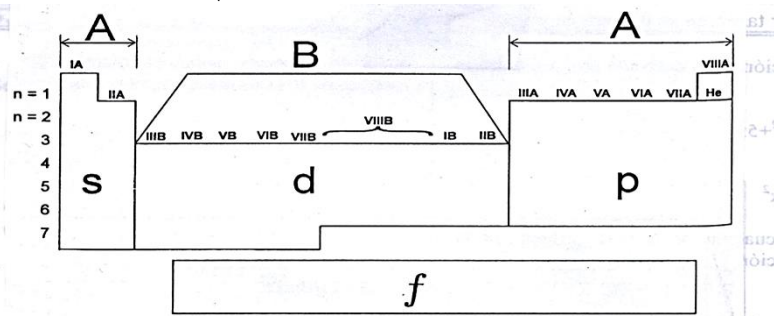 A
B
A
IA
VIIIA
n = 1
IIA
IIIA IVA VA VIA VIIA He
n = 2
VIIIB
3
IIIB IVB VB VIB VIIB IB IIB
4
s
d
p
5
6
7
f